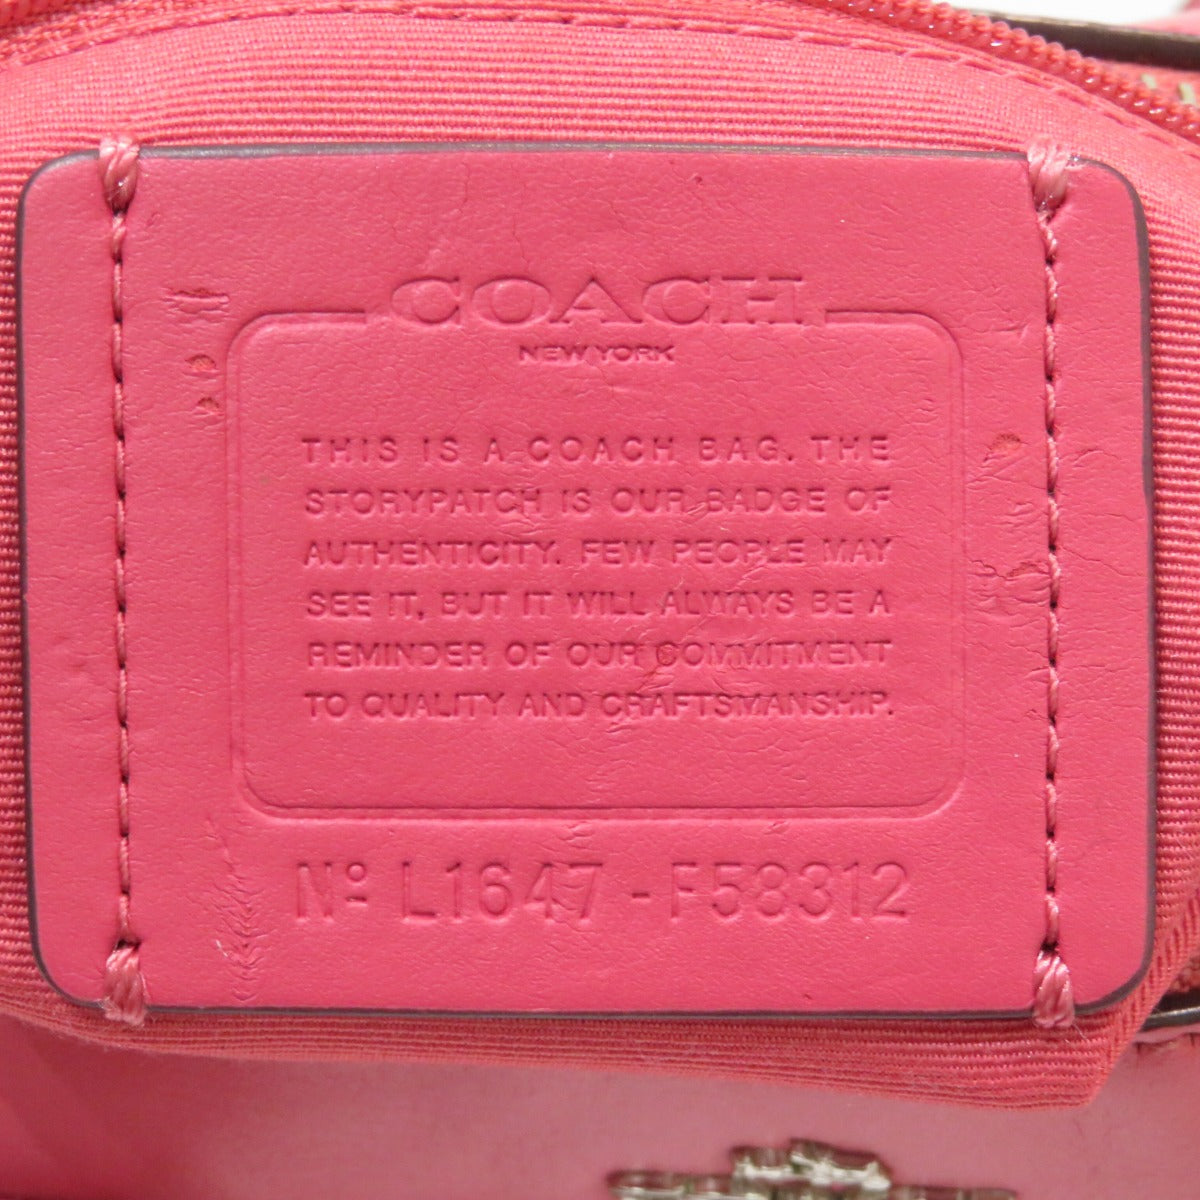 COACH
NEW YORK
THIS IS A COACH BAG. THE
STORYPATCH IS OUR BADGE OF
AUTHENTICITY. FEW PEOPLE MAY
SEE IT, BUT IT WILL ALWAYS BE A
REMINDER OF OUR COMMITMENT
TO QUALITY AND CRAFTSMANSHIP.
Nº L1647 - F58312